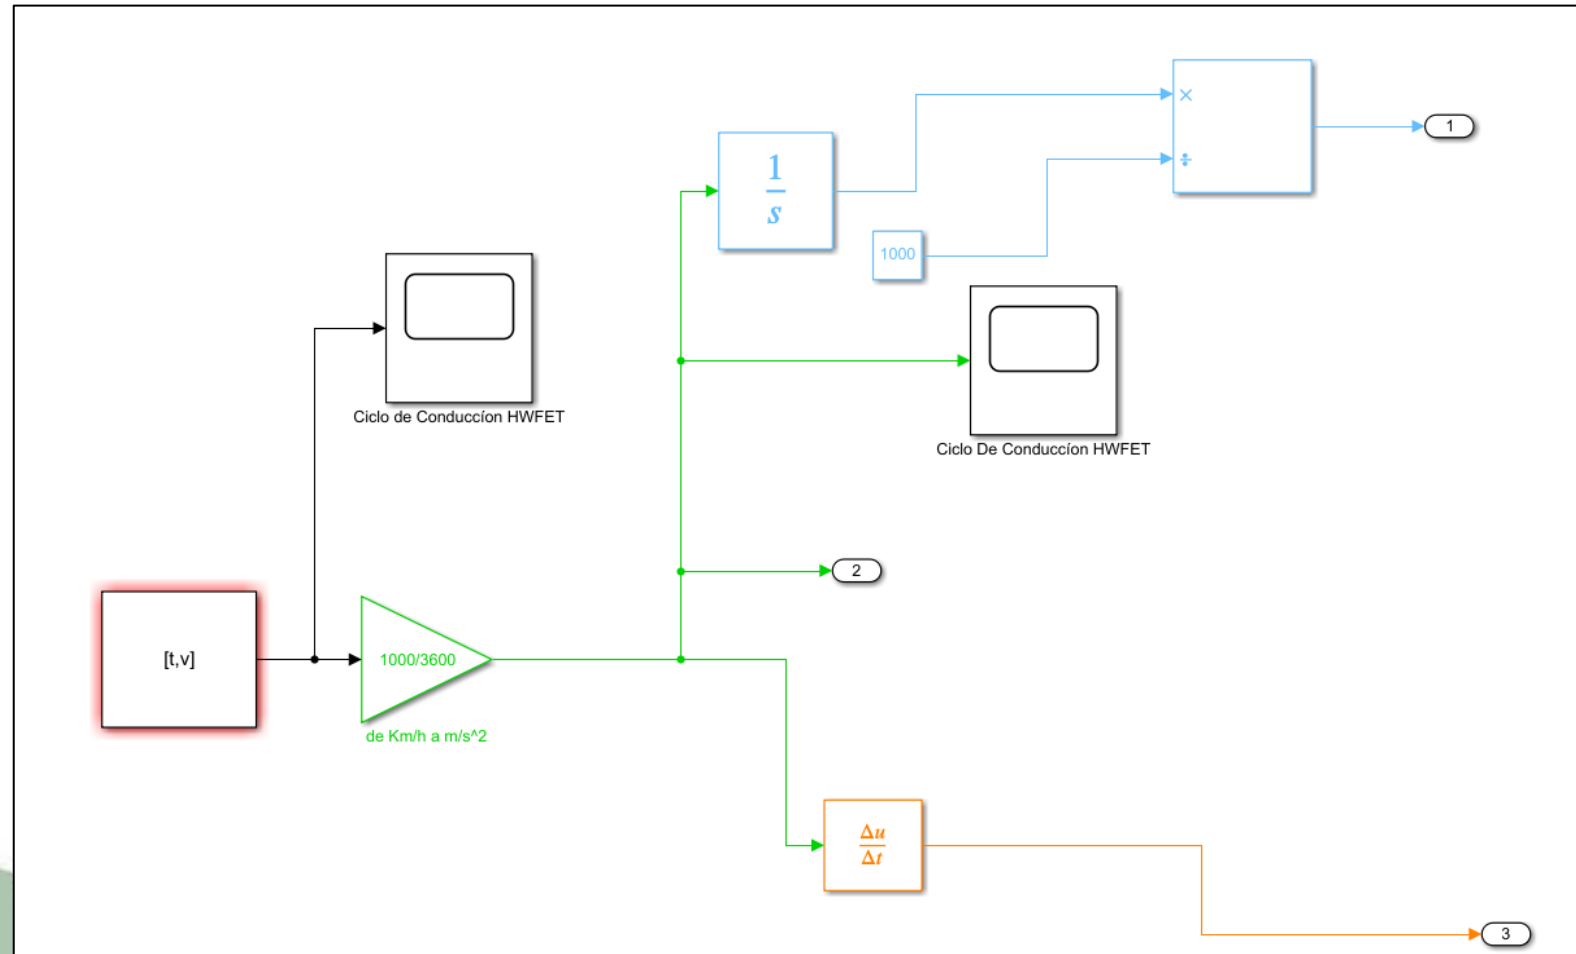 ×
1
1
s
÷
1000
Ciclo de Conduccíon HWFET
Ciclo De Conduccíon HWFET
2
[t,v]
1000/3600
de Km/h a m/s^2
Δu
Δt
3